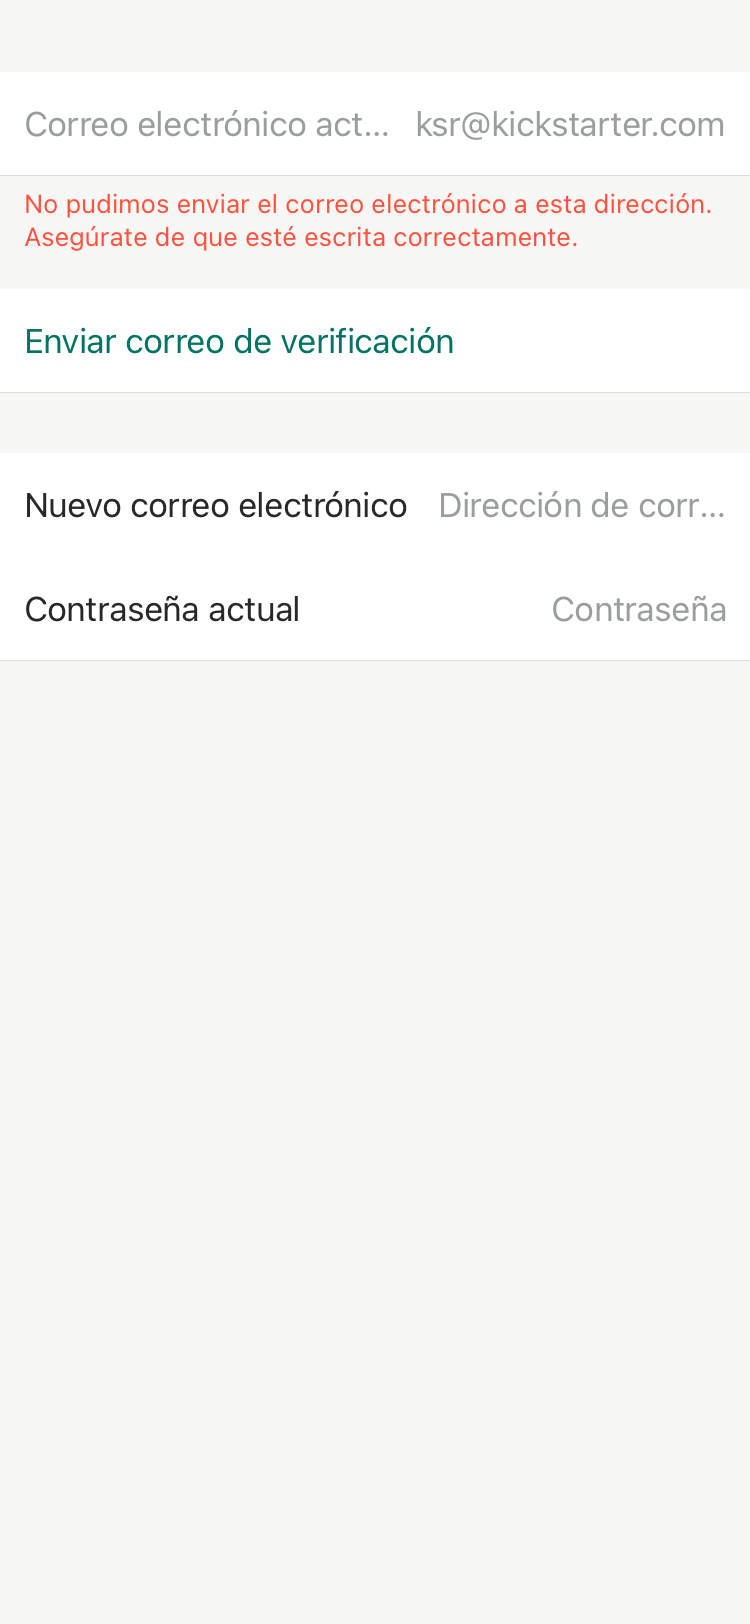 Correo electrónico act... ksr@kickstarter.com
No pudimos enviar el correo electrónico a esta dirección.
Asegúrate de que esté escrita correctamente.
Enviar correo de verificación
Nuevo correo electrónico Dirección de corr...
Contraseña actual Contraseña